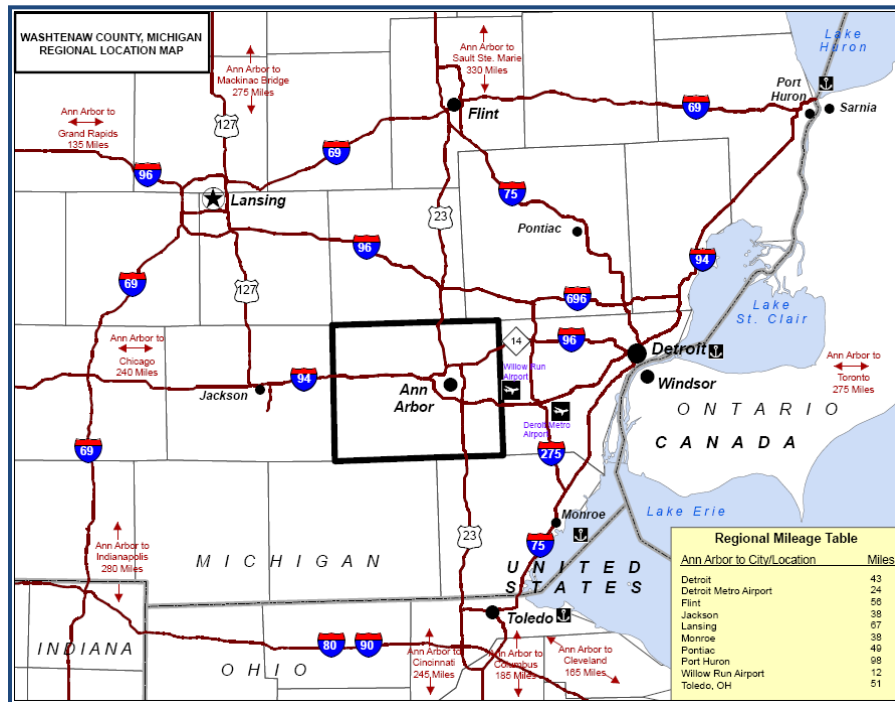 WASHTENAW COUNTY, MICHIGAN
REGIONAL LOCATION MAP
Ann Arbor to
Mackinac Bridge
275 Miles
Ann Arbor to
Sault Ste. Marie
330 Miles
Lake
Huron
Port
Huron
Sarnia
Ann Arbor to
Grand Rapids
135 Miles
127
Flint
69
69
96
Lansing
75
23
Pontiac
96
94
69
127
696
Lake
St. Clair
14
96
Detroit
Ann Arbor to
Chicago
240 Miles
94
Jackson
Ann
Arbor
Willow Run
Airport
Windsor
Ann Arbor to
Toronto
275 Miles
Deroit Metro
Airport
ONTARIO
CANADA
69
275
Monroe
Lake Erie
23
75
Ann Arbor to
Indianapolis
280 Miles
MICHIGAN
UNITED
STATES
Toledo
INDIANA
OHIO
80
90
Ann Arbor to
Cincinnati
245 Miles
Ann Arbor to
Columbus
185 Miles
Ann Arbor to
Cleveland
165 Miles
Regional Mileage Table
Ann Arbor to City/Location Miles
Detroit 43
Detroit Metro Airport 24
Flint 56
Jackson 38
Lansing 67
Monroe 38
Pontiac 49
Port Huron 98
Willow Run Airport 12
Toledo, OH 51